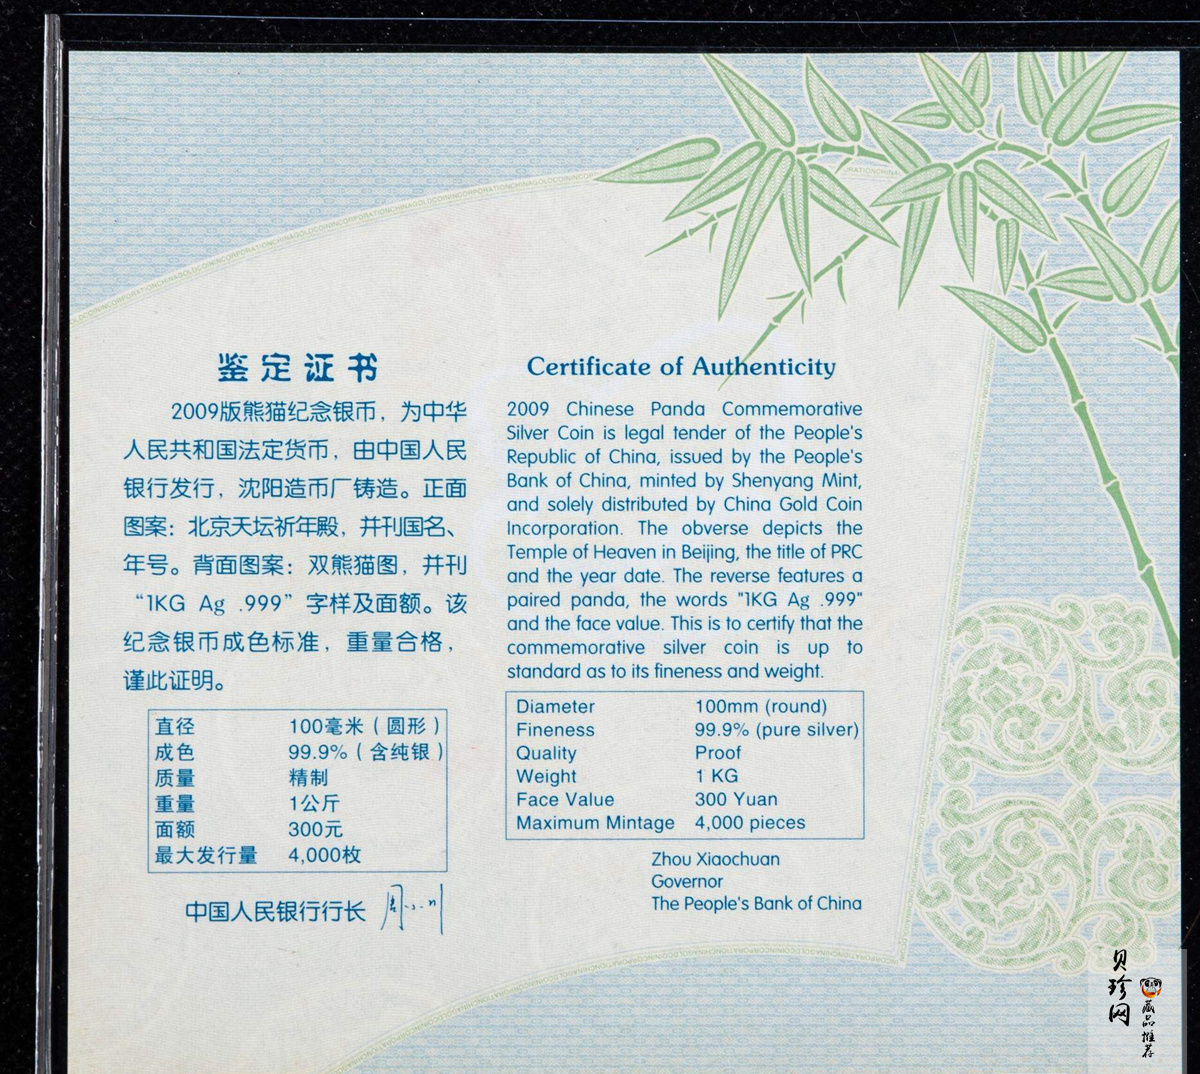 鉴定证书
2009版熊猫纪念银币，为中华
人民共和国法定货币，由中国人民
银行发行，沈阳造币厂铸造。正面
图案：北京天坛祈年殿，并刊国名、
年号。背面图案：双熊猫图，并刊
“1KG Ag .999”字样及面额。该
纪念银币成色标准，重量合格，
谨此证明。
直径 100毫米（圆形）
成色 99.9%（含纯银）
质量 精制
重量 1公斤
面额 300元
最大发行量 4,000枚
中国人民银行行长
Certificate of Authenticity
2009 Chinese Panda Commemorative
Silver Coin is legal tender of the People's
Republic of China, issued by the People's
Bank of China, minted by Shenyang Mint,
and solely distributed by China Gold Coin
Incorporation. The obverse depicts the
Temple of Heaven in Beijing, the title of PRC
and the year date. The reverse features a
paired panda, the words "1KG Ag .999"
and the face value. This is to certify that the
commemorative silver coin is up to
standard as to its fineness and weight.
Diameter 100mm (round)
Fineness 99.9% (pure silver)
Quality Proof
Weight 1 KG
Face Value 300 Yuan
Maximum Mintage 4,000 pieces
Zhou Xiaochuan
Governor
The People's Bank of China
贝珍网
藏品推荐